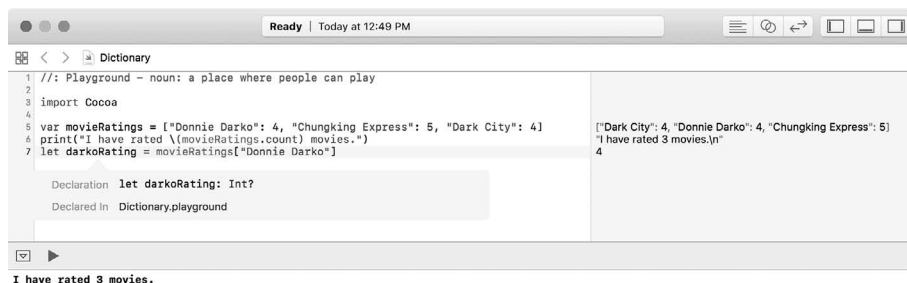 Ready | Today at 12:49 PM
Dictionary
1 //: Playground – noun: a place where people can play
2
3 import Cocoa
4
5 var movieRatings = ["Donnie Darko": 4, "Chungking Express": 5, "Dark City": 4] ["Dark City": 4, "Donnie Darko": 4, "Chungking Express": 5]
6 print("I have rated \(movieRatings.count) movies.") "I have rated 3 movies.\n"
7 let darkoRating = movieRatings["Donnie Darko"] 4
Declaration let darkoRating: Int?
Declared In Dictionary.playground
I have rated 3 movies.